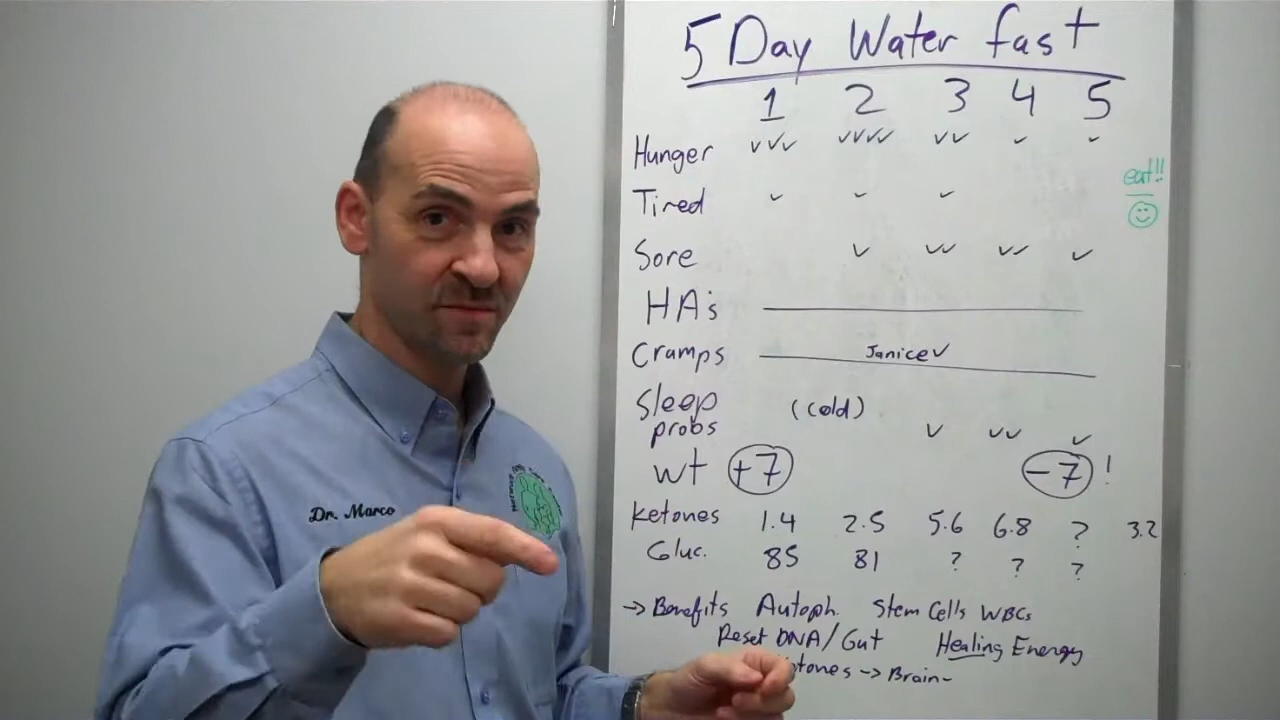 5 Day Water fast
1 2 3 4 5
Hunger ✓✓✓ ✓✓✓✓ ✓✓ ✓ ✓
eat!!
Tired ✓ ✓ ✓
Sore ✓ ✓✓ ✓✓ ✓
HA's
Cramps Janice ✓
Sleep (cold)
probs ✓ ✓✓ ✓
wt +7 -7 !
Ketones 1.4 2.5 5.6 6.8 ? 3.2
Gluc. 85 81 ? ? ?
→ Benefits Autoph. Stem Cells WBCs
Reset DNA/Gut Healing Energy
→ Brain
Dr. Marco